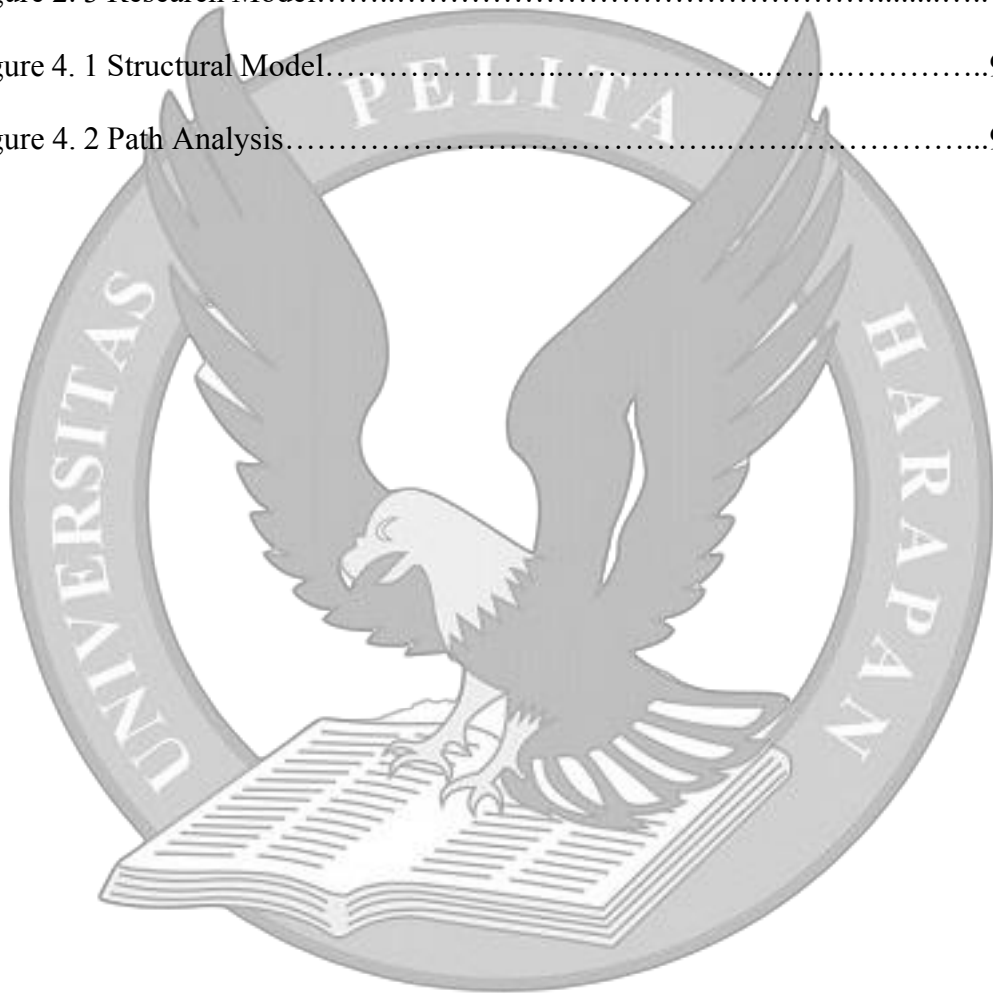 gure 4. 1 Structural Model…………………..………………..…….…………..9
gure 4. 2 Path Analysis……………………..……………..…….……………...9
UNIVERSITAS
PELITA
HARAPAN